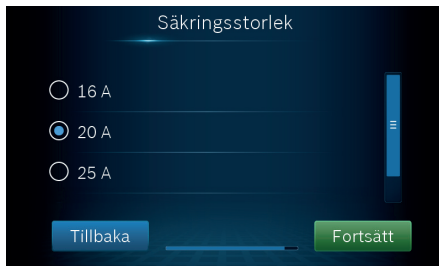 Säkringsstorlek
16 A
20 A
25 A
Tillbaka
Fortsätt